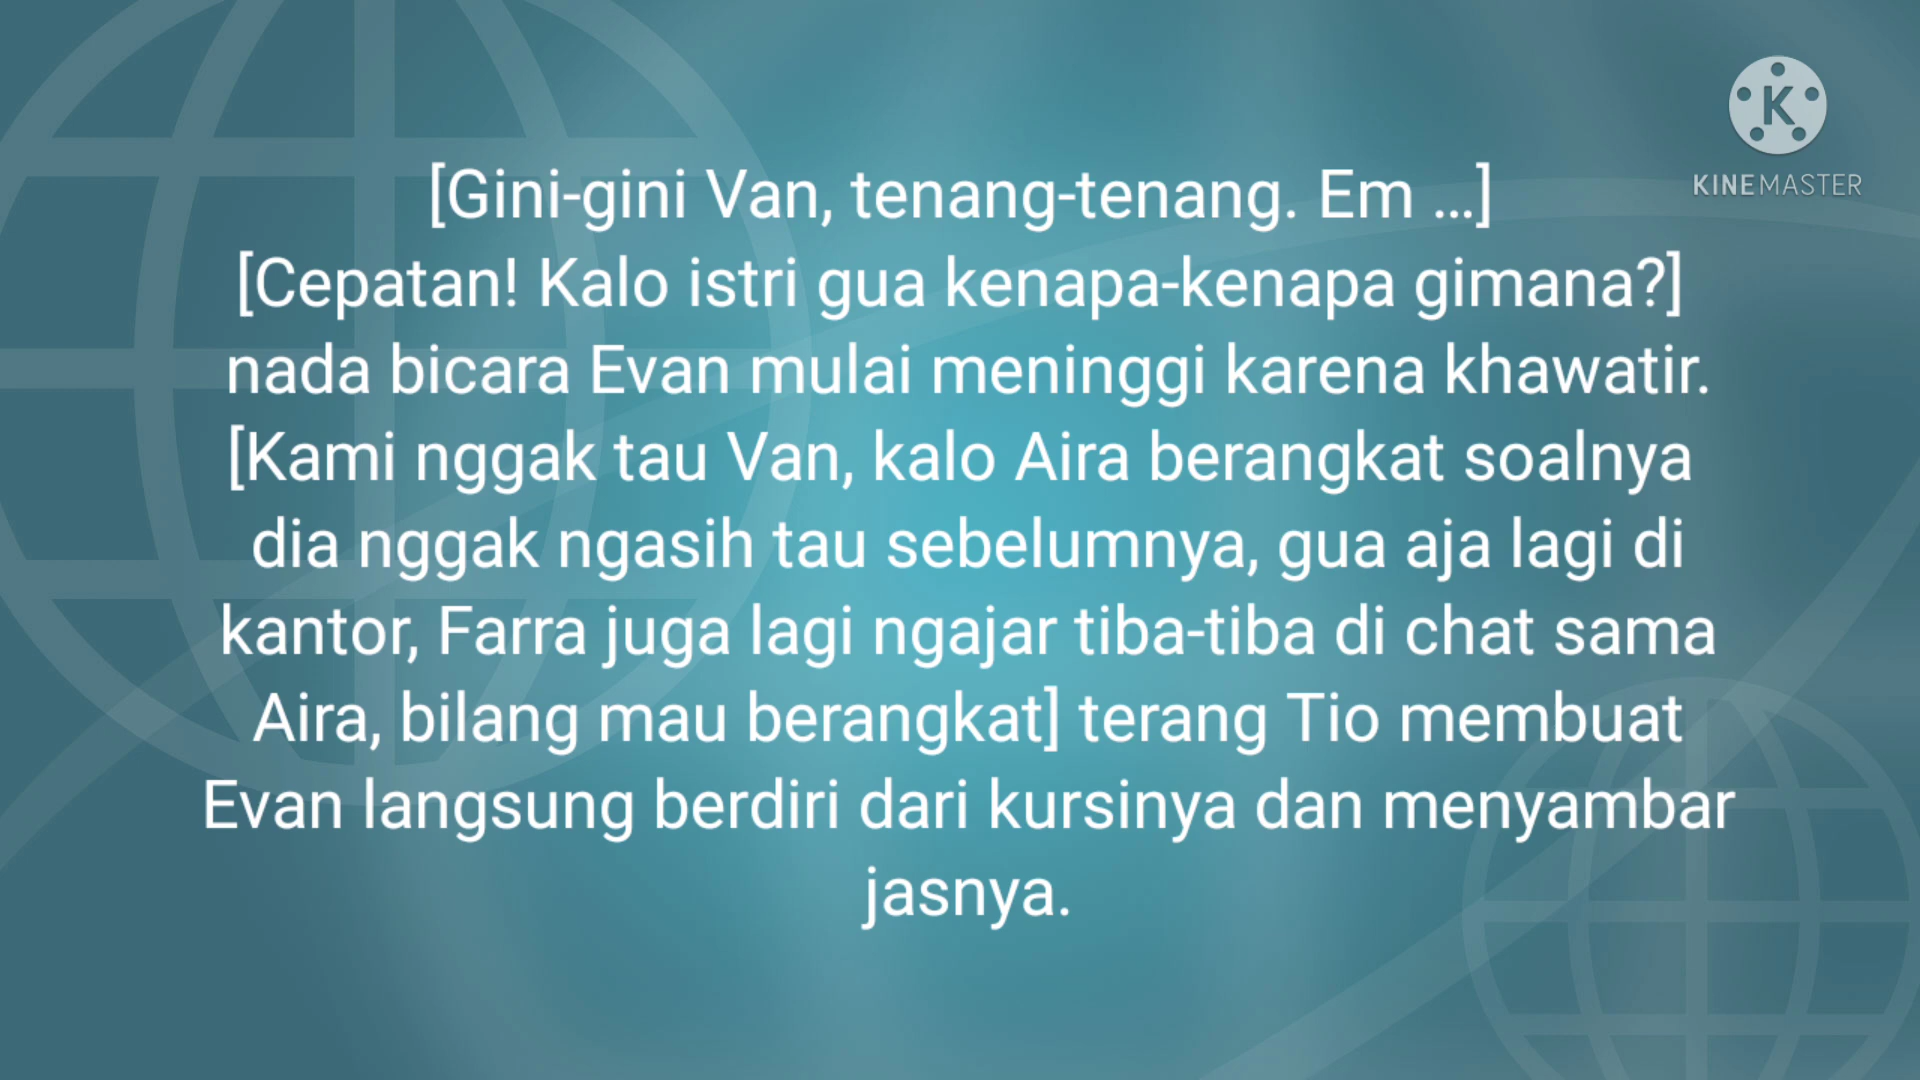 [Gini-gini Van, tenang-tenang. Em ...]
[Cepatan! Kalo istri gua kenapa-kenapa gimana?]
nada bicara Evan mulai meninggi karena khawatir.
[Kami nggak tau Van, kalo Aira berangkat soalnya
dia nggak ngasih tau sebelumnya, gua aja lagi di
kantor, Farra juga lagi ngajar tiba-tiba di chat sama
Aira, bilang mau berangkat] terang Tio membuat
Evan langsung berdiri dari kursinya dan menyambar
jasnya.
K
KINEMASTER